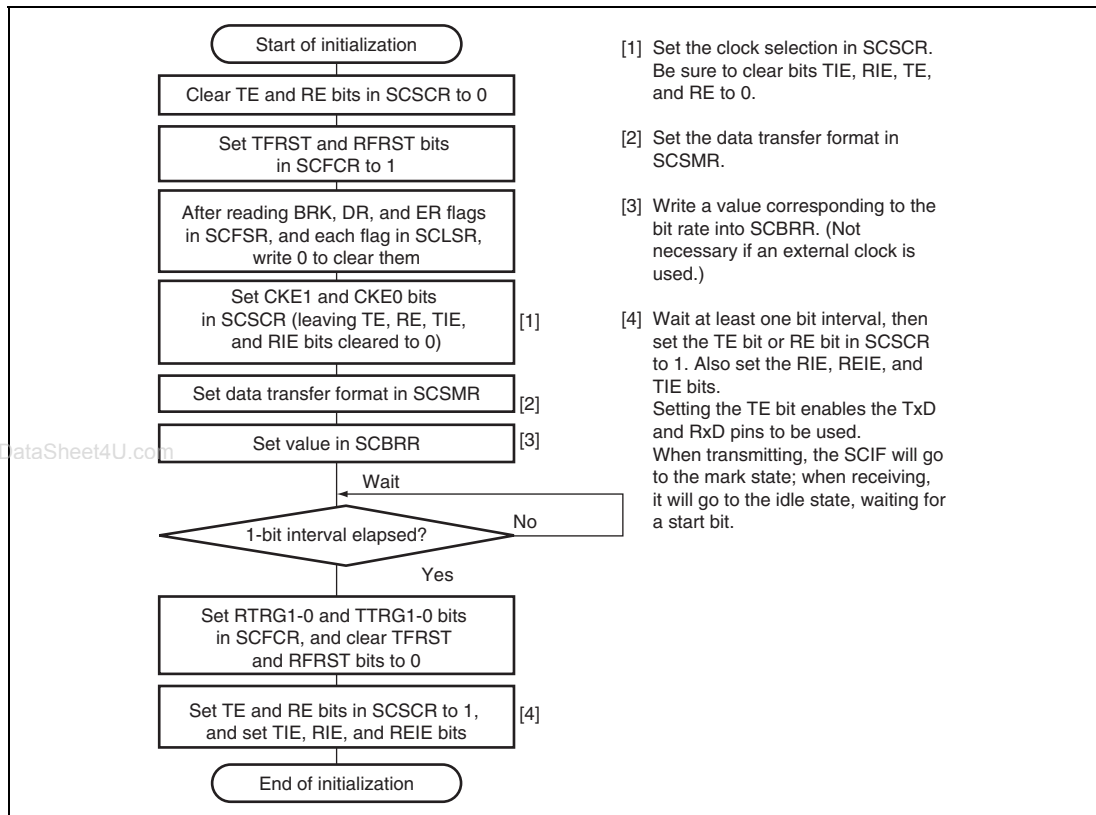 Start of initialization
Clear TE and RE bits in SCSCR to 0
Set TFRST and RFRST bits
in SCFCR to 1
After reading BRK, DR, and ER flags
in SCFSR, and each flag in SCLSR,
write 0 to clear them
Set CKE1 and CKE0 bits
in SCSCR (leaving TE, RE, TIE,
and RIE bits cleared to 0)
[1]
Set data transfer format in SCSMR
[2]
Set value in SCBRR
[3]
Wait
1-bit interval elapsed?
No
Yes
Set RTRG1-0 and TTRG1-0 bits
in SCFCR, and clear TFRST
and RFRST bits to 0
Set TE and RE bits in SCSCR to 1,
and set TIE, RIE, and REIE bits
[4]
End of initialization
[1] Set the clock selection in SCSCR.
Be sure to clear bits TIE, RIE, TE,
and RE to 0.
[2] Set the data transfer format in
SCSMR.
[3] Write a value corresponding to the
bit rate into SCBRR. (Not
necessary if an external clock is
used.)
[4] Wait at least one bit interval, then
set the TE bit or RE bit in SCSCR
to 1. Also set the RIE, REIE, and
TIE bits.
Setting the TE bit enables the TxD
and RxD pins to be used.
When transmitting, the SCIF will go
to the mark state; when receiving,
it will go to the idle state, waiting for
a start bit.
DataSheet4U.com